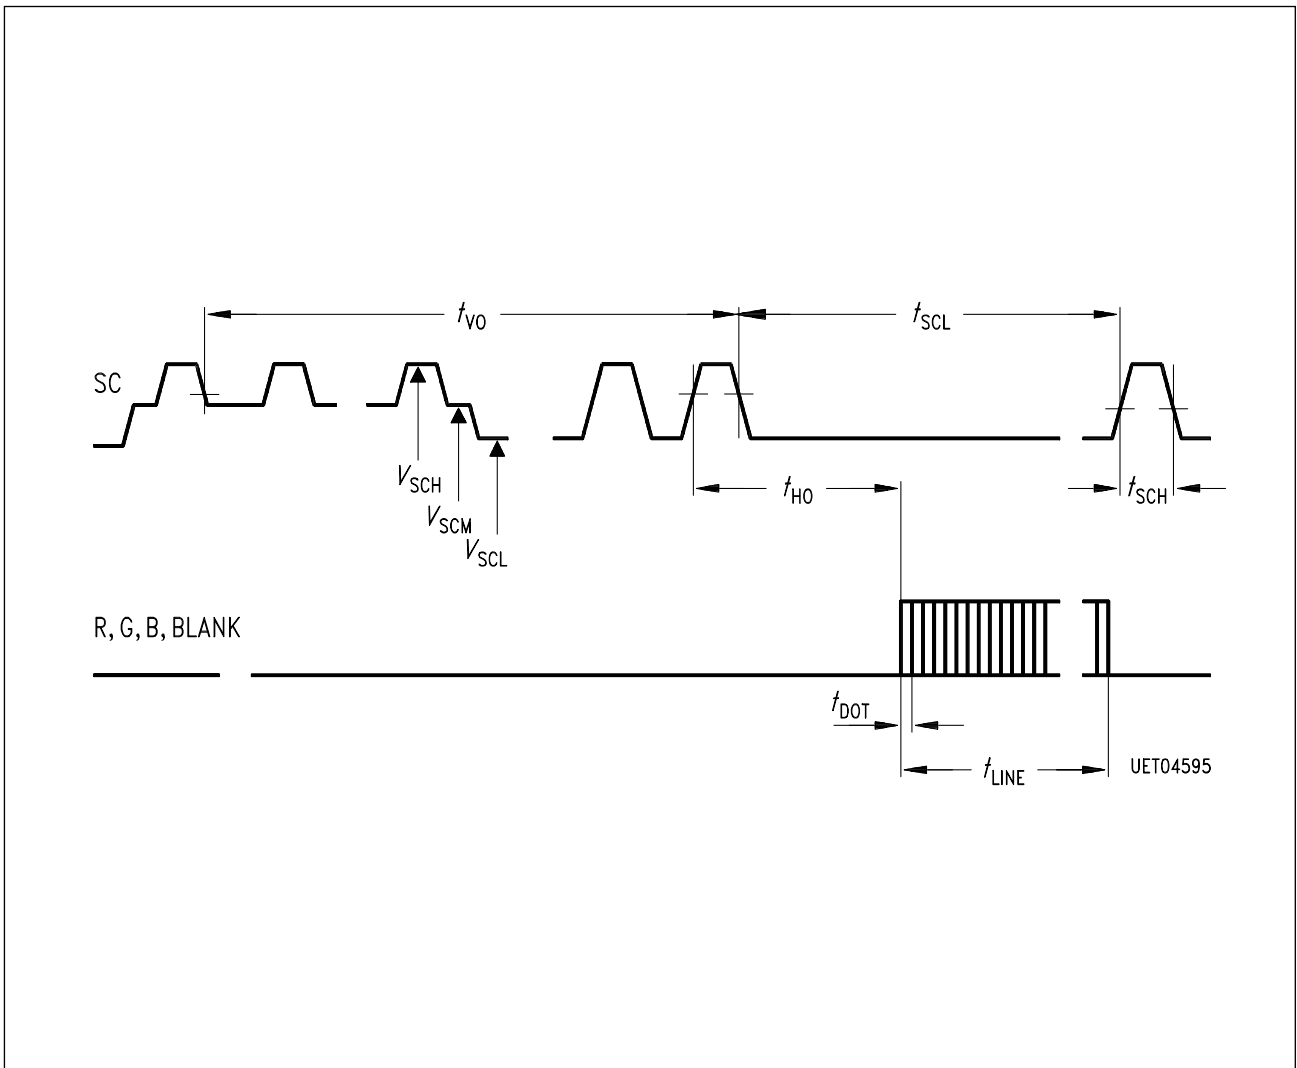 tVO
tSCL
SC
VSCH
VSCM
VSCL
tHO
tSCH
R, G, B, BLANK
tDOT
tLINE
UET04595